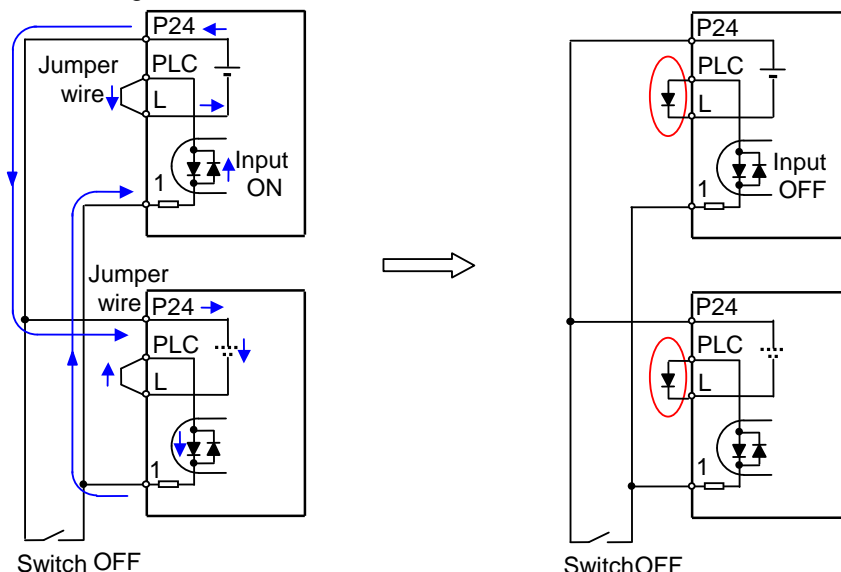 P24
Jumper
wire
PLC
L
Input
ON
1
Jumper
wire
P24
PLC
L
1
Switch OFF
P24
PLC
L
Input
OFF
1
P24
PLC
L
1
SwitchOFF